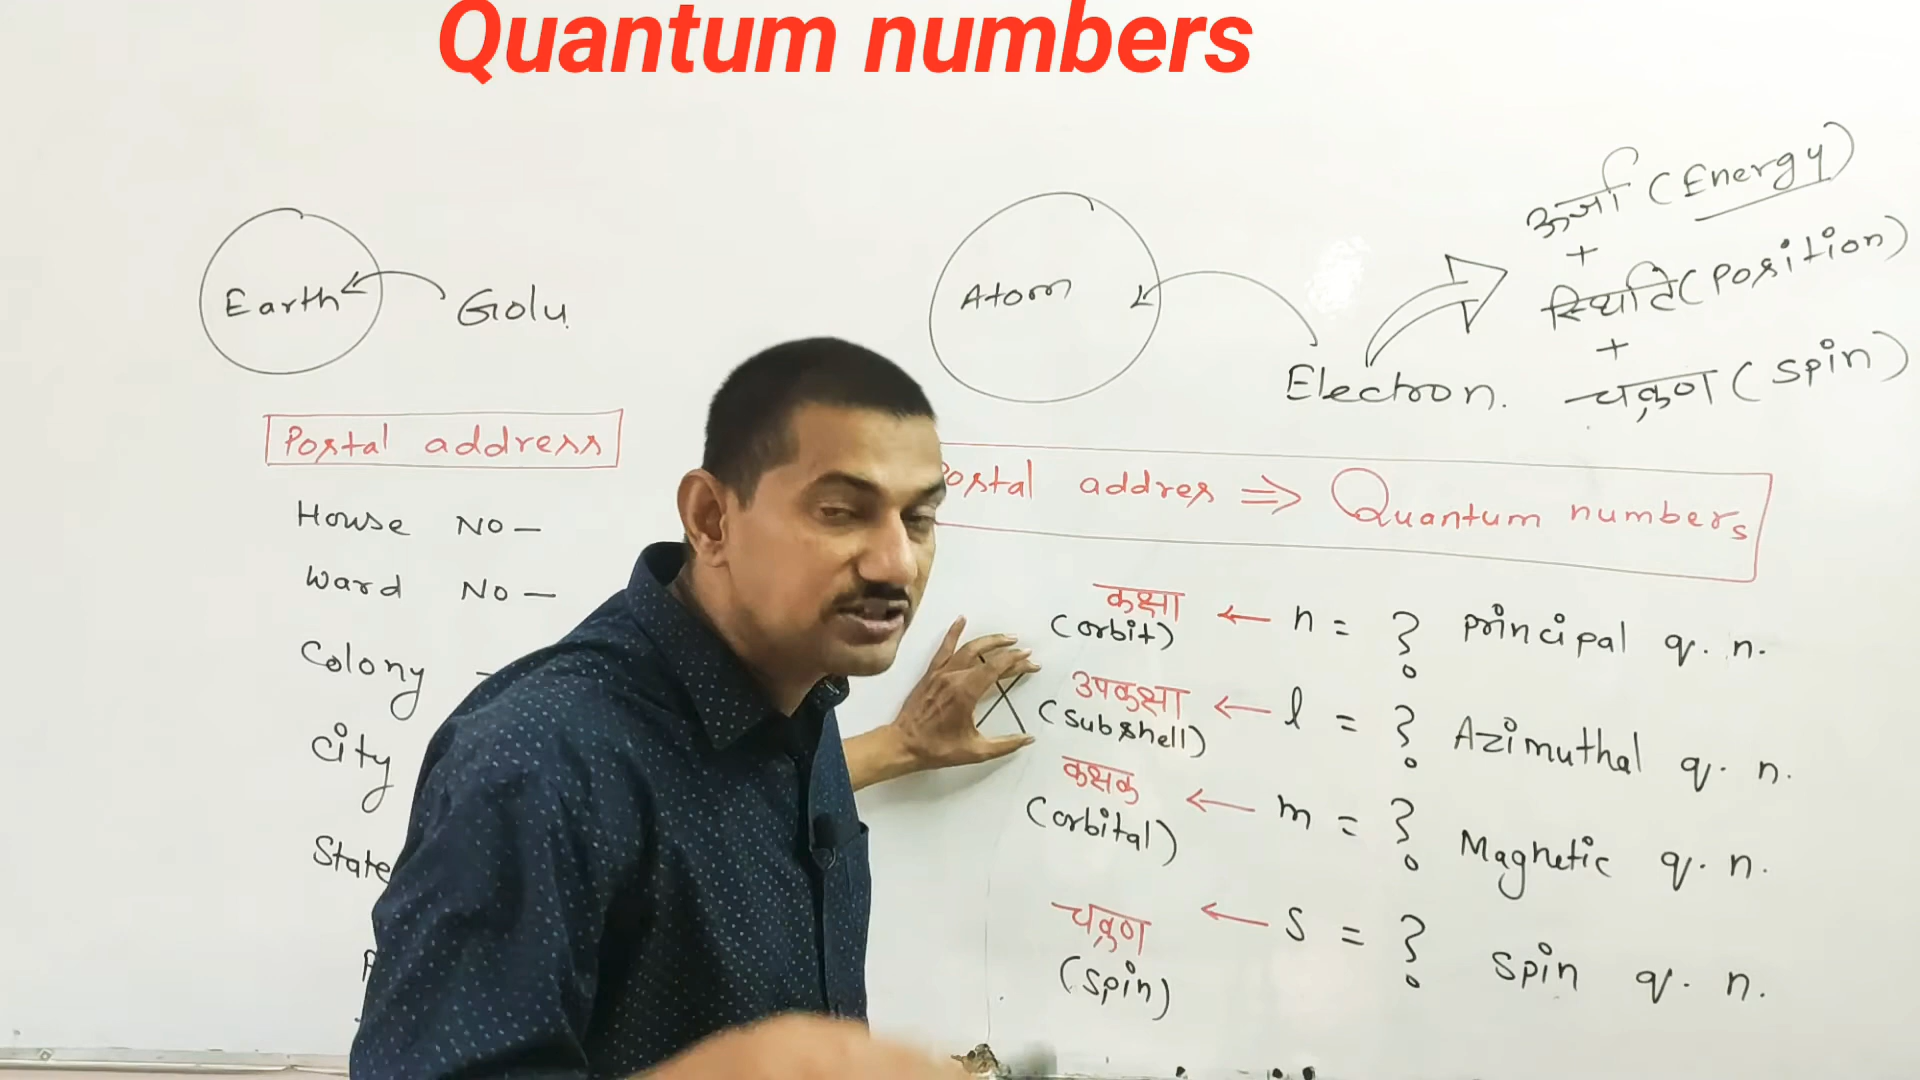 Quantum numbers
Earth
Golu
Postal address
House No –
Ward No –
Colony -
City
State
Atom
Electron.
ऊर्जा (Energy)
+
स्थिति (Position)
+
चक्रण (Spin)
ostal addres ⇒ Quantum numbers
कक्षा ← n = ? Principal q. n.
(orbit)
उपकक्षा ← l = ? Azimuthal q. n.
(Subshell)
कक्षक ← m = ? Magnetic q. n.
(orbital)
चक्रण ← s = ? Spin q. n.
(Spin)